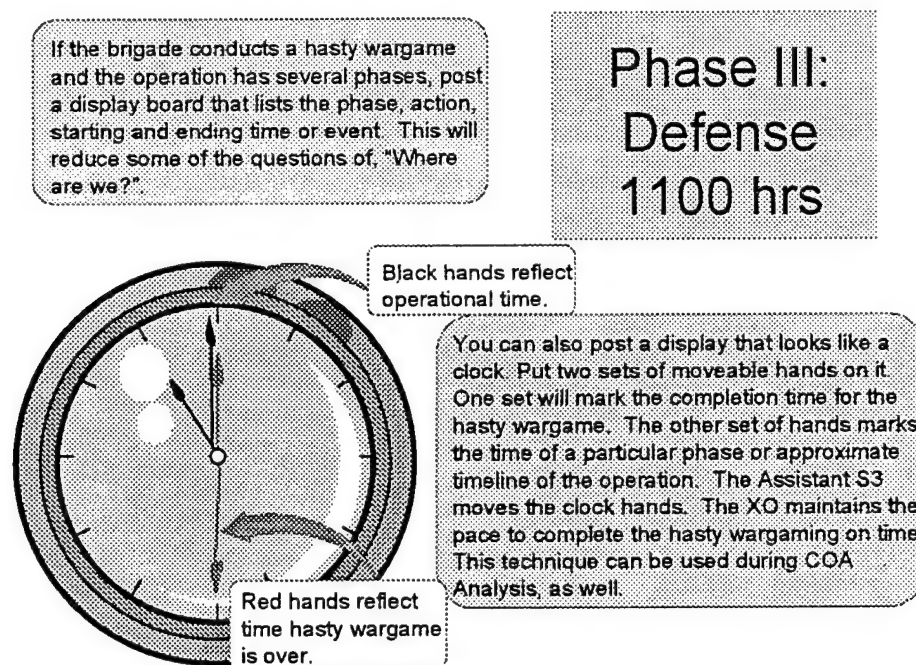 If the brigade conducts a hasty wargame
and the operation has several phases, post
a display board that lists the phase, action,
starting and ending time or event. This will
reduce some of the questions of, "Where
are we?".
Phase III:
Defense
1100 hrs
Black hands reflect
operational time.
You can also post a display that looks like a
clock. Put two sets of moveable hands on it.
One set will mark the completion time for the
hasty wargame. The other set of hands marks
the time of a particular phase or approximate
timeline of the operation. The Assistant S3
moves the clock hands. The XO maintains the
pace to complete the hasty wargaming on time
This technique can be used during COA
Analysis, as well.
Red hands reflect
time hasty wargame
is over.